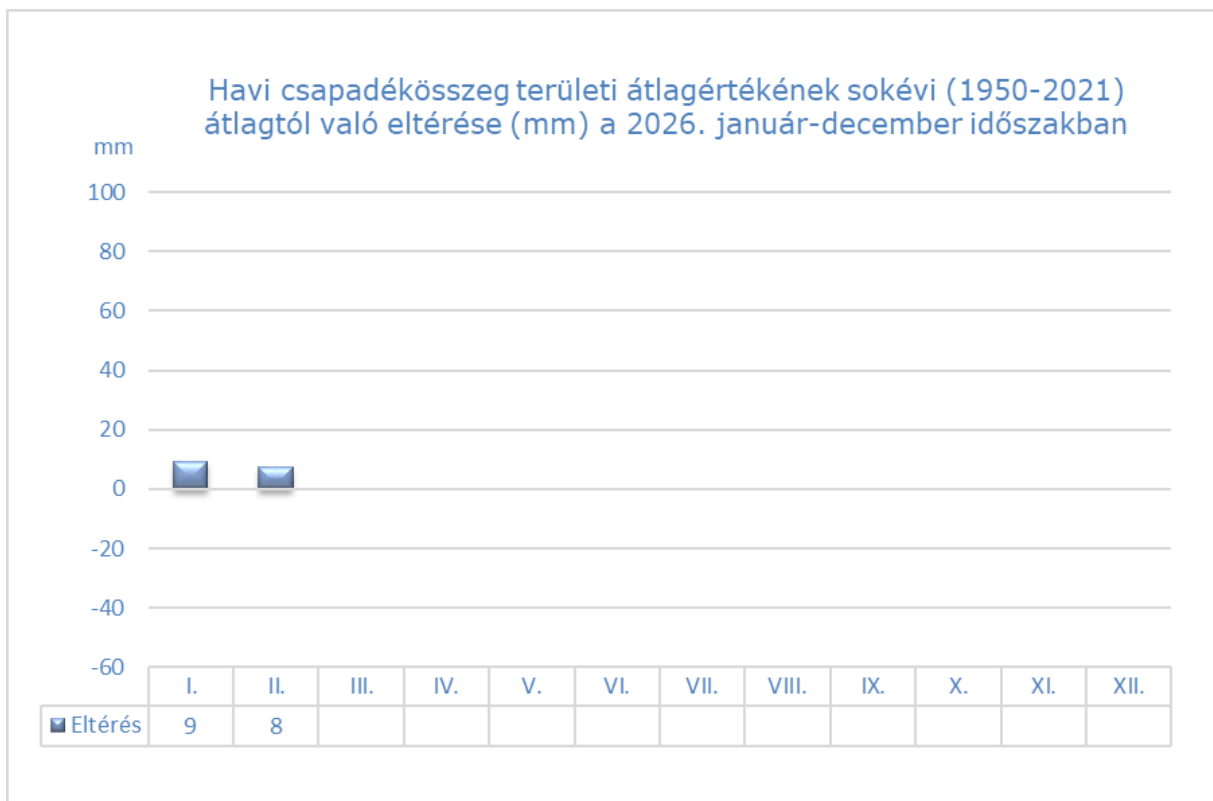 Havi csapadékösszeg területi átlagértékének sokévi (1950-2021)
átlagtól való eltérése (mm) a 2026. január-december időszakban
mm
100
80
60
40
20
0
-20
-40
-60
I. II. III. IV. V. VI. VII. VIII. IX. X. XI. XII.
Eltérés 9 8